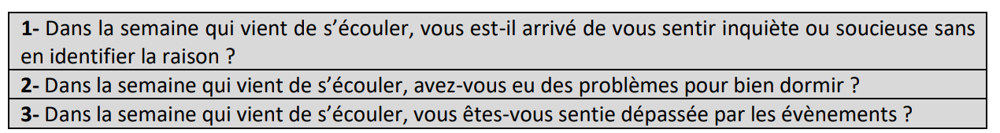 1- Dans la semaine qui vient de s’écouler, vous est-il arrivé de vous sentir inquiète ou soucieuse sans
en identifier la raison ?
2- Dans la semaine qui vient de s’écouler, avez-vous eu des problèmes pour bien dormir ?
3- Dans la semaine qui vient de s’écouler, vous êtes-vous sentie dépassée par les évènements ?